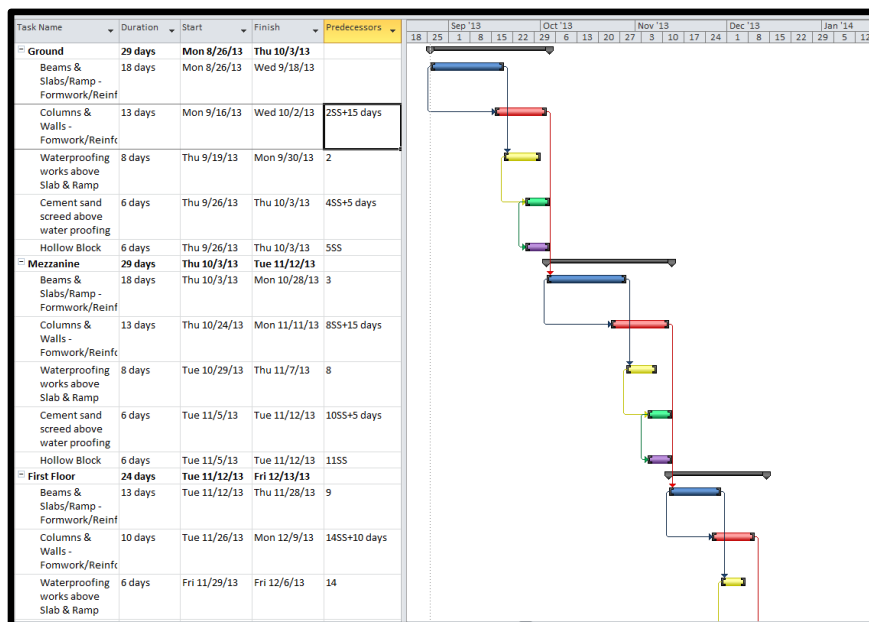 Task Name Duration Start Finish Predecessors Sep '13 Oct '13 Nov '13 Dec '13 Jan '14
18 25 1 8 15 22 29 6 13 20 27 3 10 17 24 1 8 15 22 29 5 12
Ground 29 days Mon 8/26/13 Thu 10/3/13
Beams & 18 days Mon 8/26/13 Wed 9/18/13
Slabs/Ramp -
Formwork/Reinf
Columns & 13 days Mon 9/16/13 Wed 10/2/13 2SS+15 days
Walls -
Fomwork/Reinfo
Waterproofing 8 days Thu 9/19/13 Mon 9/30/13 2
works above
Slab & Ramp
Cement sand 6 days Thu 9/26/13 Thu 10/3/13 4SS+5 days
screed above
water proofing
Hollow Block 6 days Thu 9/26/13 Thu 10/3/13 5SS
Mezzanine 29 days Thu 10/3/13 Tue 11/12/13
Beams & 18 days Thu 10/3/13 Mon 10/28/13 3
Slabs/Ramp -
Formwork/Reinf
Columns & 13 days Thu 10/24/13 Mon 11/11/13 8SS+15 days
Walls -
Fomwork/Reinfo
Waterproofing 8 days Tue 10/29/13 Thu 11/7/13 8
works above
Slab & Ramp
Cement sand 6 days Tue 11/5/13 Tue 11/12/13 10SS+5 days
screed above
water proofing
Hollow Block 6 days Tue 11/5/13 Tue 11/12/13 11SS
First Floor 24 days Tue 11/12/13 Fri 12/13/13
Beams & 13 days Tue 11/12/13 Thu 11/28/13 9
Slabs/Ramp -
Formwork/Reinf
Columns & 10 days Tue 11/26/13 Mon 12/9/13 14SS+10 days
Walls -
Fomwork/Reinfo
Waterproofing 6 days Fri 11/29/13 Fri 12/6/13 14
works above
Slab & Ramp